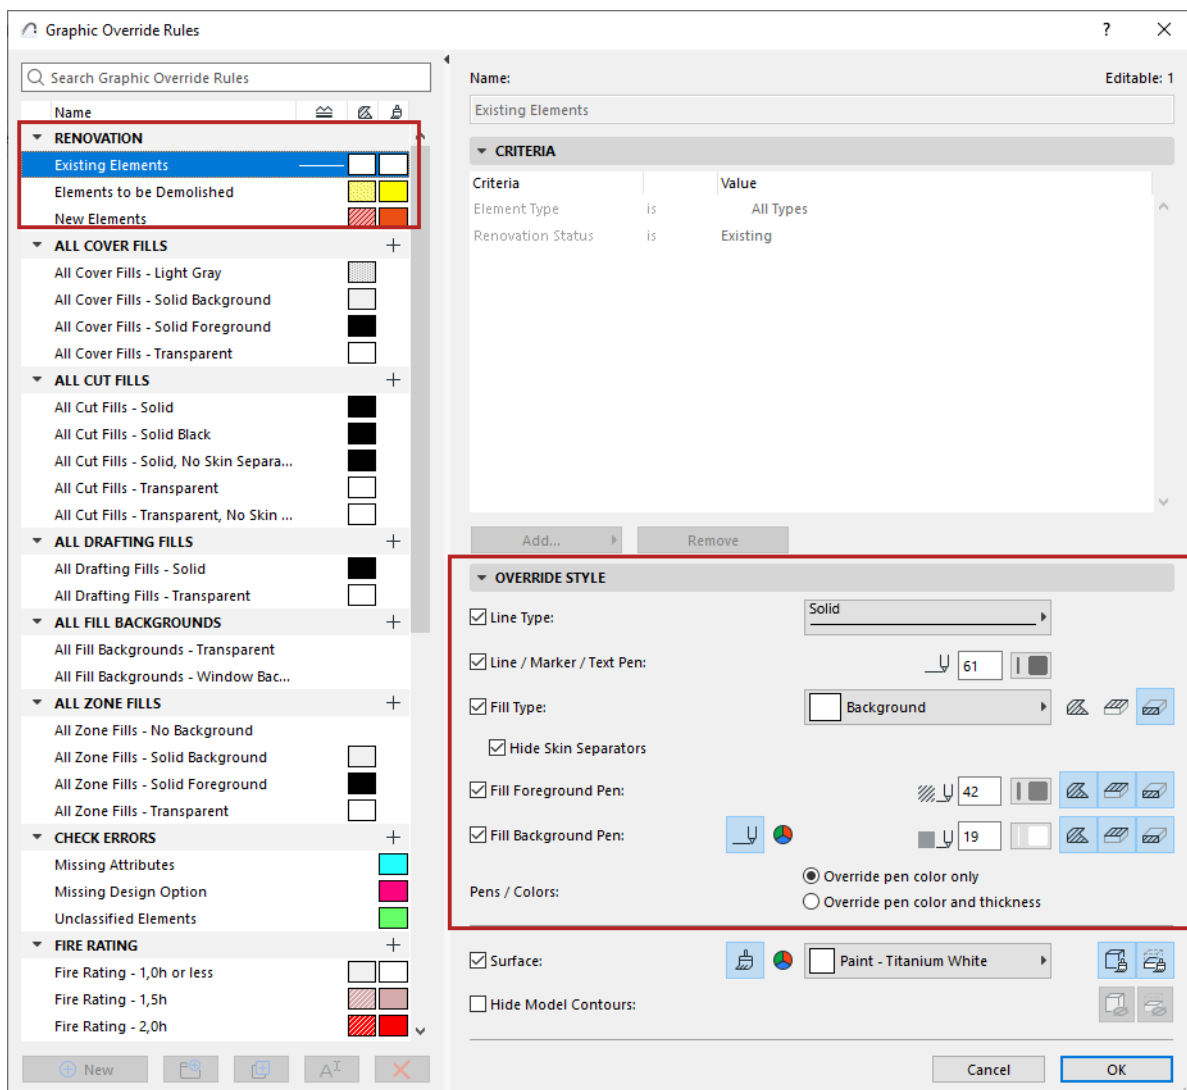 Graphic Override Rules
?
Search Graphic Override Rules
Name
RENOVATION
Existing Elements
Elements to be Demolished
New Elements
ALL COVER FILLS
All Cover Fills - Light Gray
All Cover Fills - Solid Background
All Cover Fills - Solid Foreground
All Cover Fills - Transparent
ALL CUT FILLS
All Cut Fills - Solid
All Cut Fills - Solid Black
All Cut Fills - Solid, No Skin Separa...
All Cut Fills - Transparent
All Cut Fills - Transparent, No Skin ...
ALL DRAFTING FILLS
All Drafting Fills - Solid
All Drafting Fills - Transparent
ALL FILL BACKGROUNDS
All Fill Backgrounds - Transparent
All Fill Backgrounds - Window Bac...
ALL ZONE FILLS
All Zone Fills - No Background
All Zone Fills - Solid Background
All Zone Fills - Solid Foreground
All Zone Fills - Transparent
CHECK ERRORS
Missing Attributes
Missing Design Option
Unclassified Elements
FIRE RATING
Fire Rating - 1,0h or less
Fire Rating - 1,5h
Fire Rating - 2,0h
New
Name: Editable: 1
Existing Elements
CRITERIA
Criteria Value
Element Type is All Types
Renovation Status is Existing
Add... Remove
OVERRIDE STYLE
Line Type: Solid
Line / Marker / Text Pen: 61
Fill Type: Background
Hide Skin Separators
Fill Foreground Pen: 42
Fill Background Pen: 19
Pens / Colors: Override pen color only
Override pen color and thickness
Surface: Paint - Titanium White
Hide Model Contours:
Cancel OK